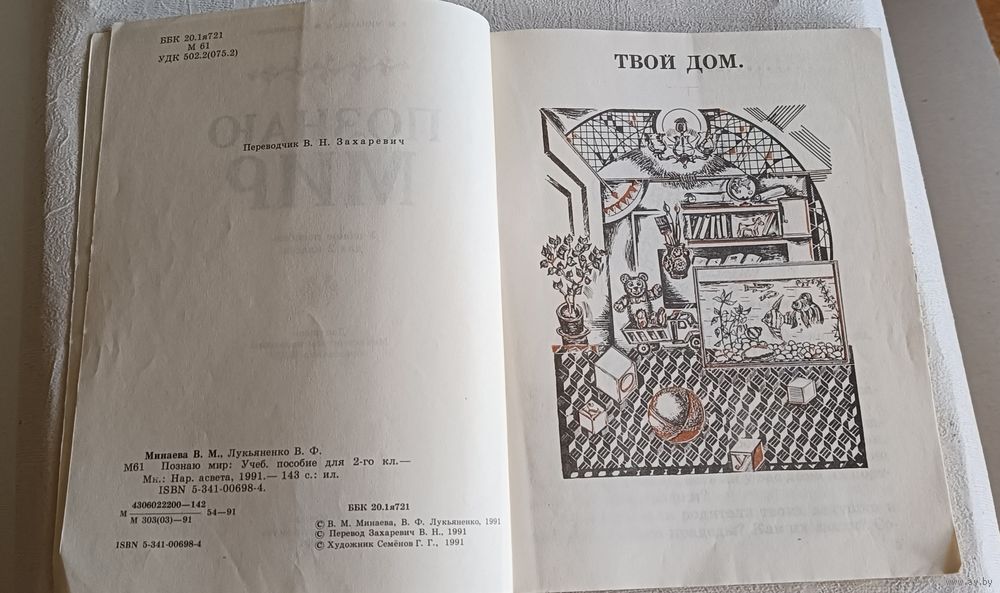 ББК 20.1я721
М 61
УДК 502.2(075.2)
Переводчик В. Н. Захаревич
Минаева В. М., Лукьяненко В. Ф.
М61 Познаю мир: Учеб. пособие для 2-го кл.—
Мн.: Нар. асвета, 1991.— 143 с.: ил.
ISBN 5-341-00698-4.
М 4306022200—142 / М 303(03)—91 54—91
ББК 20.1я721
ISBN 5-341-00698-4
© В. М. Минаева, В. Ф. Лукьяненко, 1991
© Перевод Захаревич В. Н., 1991
© Художник Семёнов Г. Г., 1991
ТВОЙ ДОМ.
www.ay.by